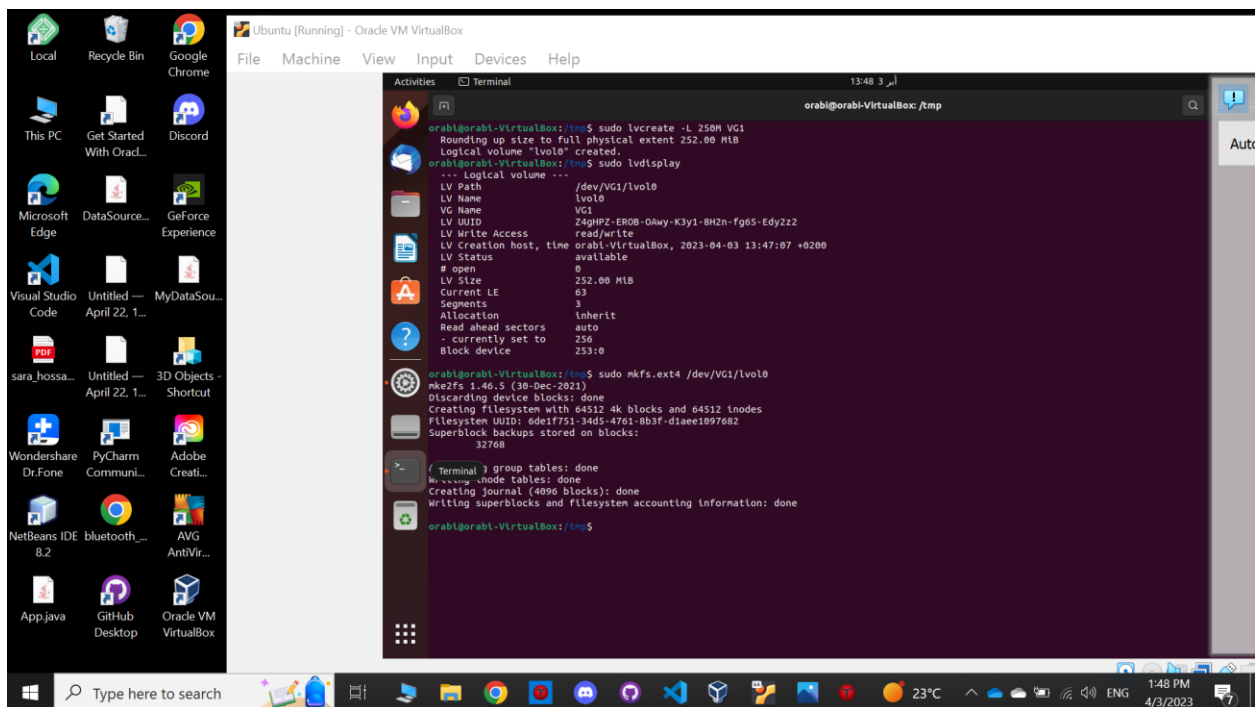 Ubuntu [Running] - Oracle VM VirtualBox
File Machine View Input Devices Help
Local
Recycle Bin
Google Chrome
This PC
Get Started With Oracl...
Discord
Microsoft Edge
DataSource...
GeForce Experience
Visual Studio Code
Untitled — April 22, 1...
MyDataSou...
PDF
sara_hossa...
Untitled — April 22, 1...
3D Objects - Shortcut
Wondershare Dr.Fone
PyCharm Communi...
Adobe Creati...
NetBeans IDE 8.2
bluetooth_...
AVG AntiVir...
App.java
GitHub Desktop
Oracle VM VirtualBox
Activities
Terminal
13:48 3 أبر
orabi@orabi-VirtualBox: /tmp
Auto
orabi@orabi-VirtualBox:/tmp$ sudo lvcreate -L 250M VG1
Rounding up size to full physical extent 252.00 MiB
Logical volume "lvol0" created.
orabi@orabi-VirtualBox:/tmp$ sudo lvdisplay
--- Logical volume ---
LV Path /dev/VG1/lvol0
LV Name lvol0
VG Name VG1
LV UUID Z4gHPZ-EROB-OAwy-K3y1-8H2n-fg65-Edy2z2
LV Write Access read/write
LV Creation host, time orabi-VirtualBox, 2023-04-03 13:47:07 +0200
LV Status available
# open 0
LV Size 252.00 MiB
Current LE 63
Segments 3
Allocation inherit
Read ahead sectors auto
- currently set to 256
Block device 253:0
orabi@orabi-VirtualBox:/tmp$ sudo mkfs.ext4 /dev/VG1/lvol0
mke2fs 1.46.5 (30-Dec-2021)
Discarding device blocks: done
Creating filesystem with 64512 4k blocks and 64512 inodes
Filesystem UUID: 6de1f751-34d5-4761-8b3f-d1aee1097682
Superblock backups stored on blocks:
32768
Terminal
group tables: done
inode tables: done
Creating journal (4096 blocks): done
Writing superblocks and filesystem accounting information: done
orabi@orabi-VirtualBox:/tmp$
Type here to search
23°C
ENG
1:48 PM
4/3/2023
7